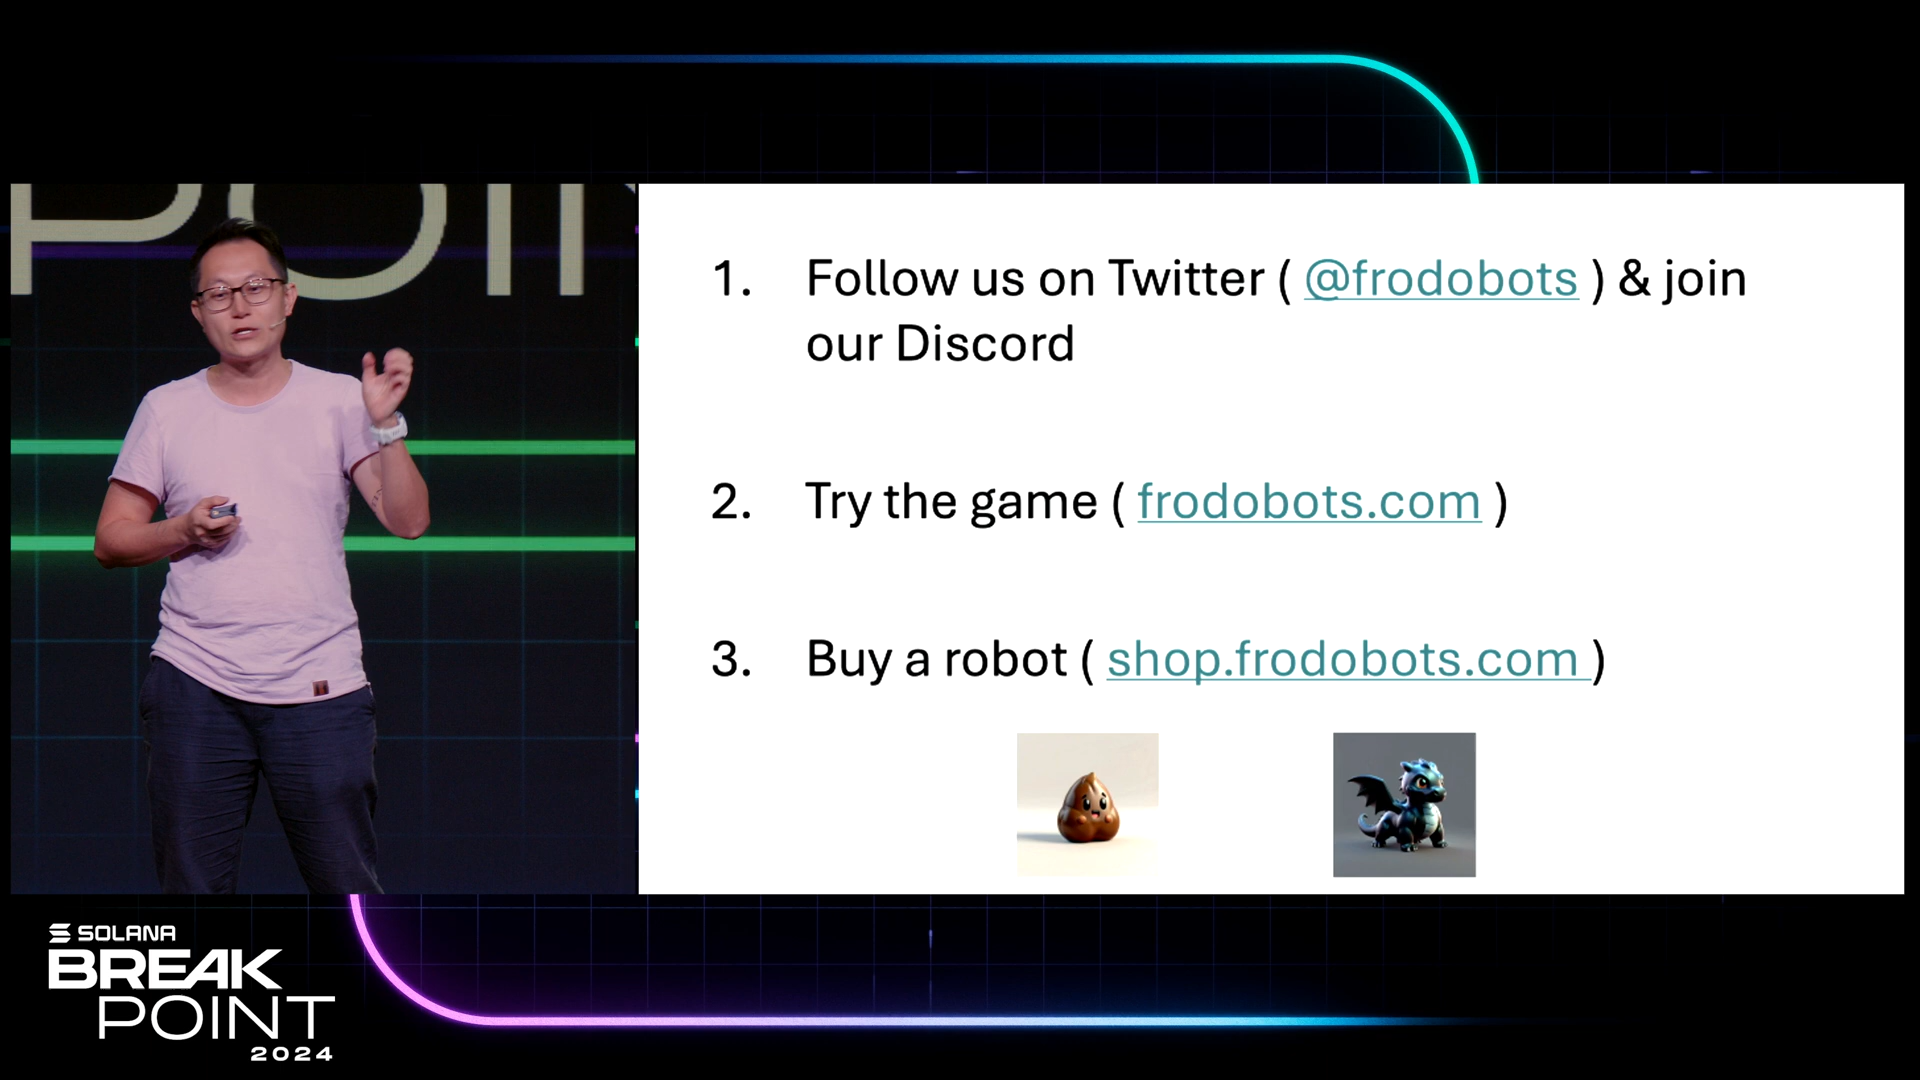 POIN
1. Follow us on Twitter ( @frodobots ) & join
our Discord
2. Try the game ( frodobots.com )
3. Buy a robot ( shop.frodobots.com )
SOLANA
BREAK
POINT
2024